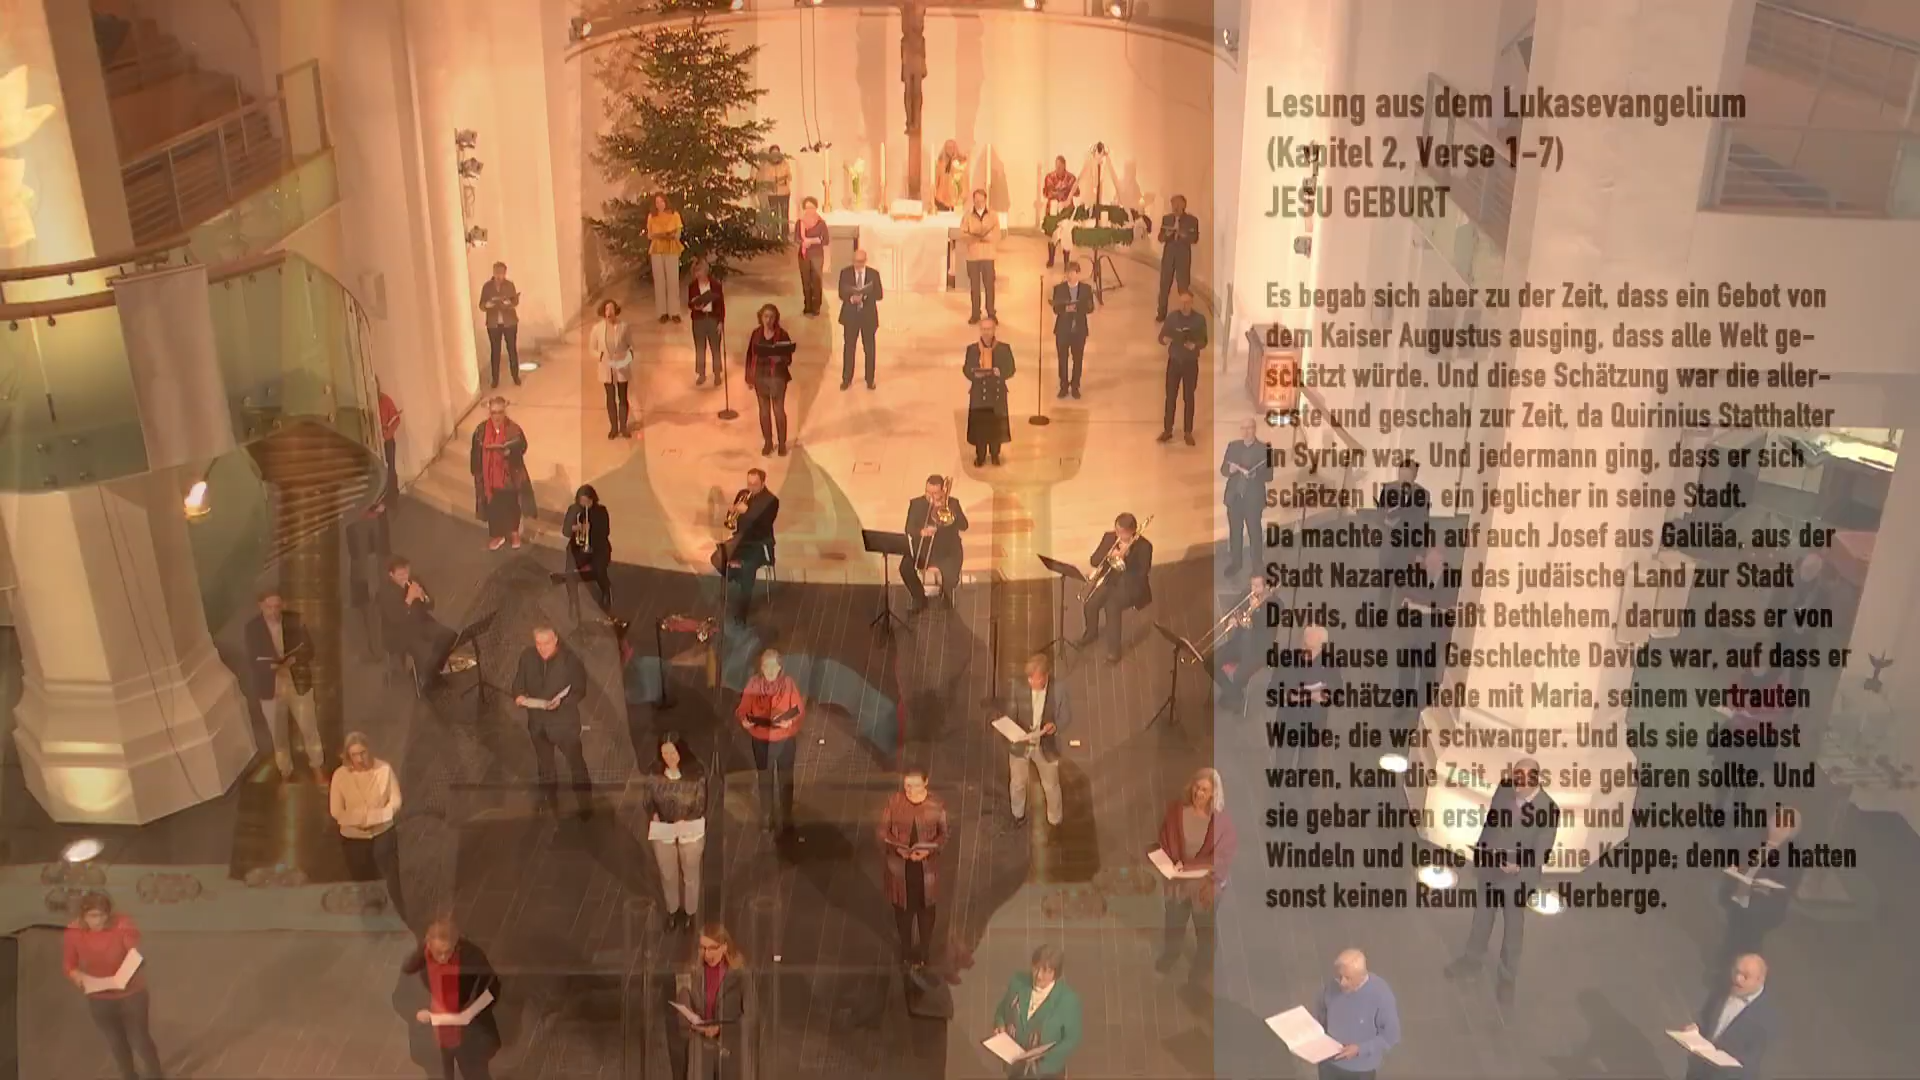 Lesung aus dem Lukasevangelium
(Kapitel 2, Verse 1–7)
JESU GEBURT
Es begab sich aber zu der Zeit, dass ein Gebot von
dem Kaiser Augustus ausging, dass alle Welt ge-
schätzt würde. Und diese Schätzung war die aller-
erste und geschah zur Zeit, da Quirinius Statthalter
in Syrien war. Und jedermann ging, dass er sich
schätzen ließe, ein jeglicher in seine Stadt.
Da machte sich auf auch Josef aus Galiläa, aus der
Stadt Nazareth, in das judäische Land zur Stadt
Davids, die da heißt Bethlehem, darum dass er von
dem Hause und Geschlechte Davids war, auf dass er
sich schätzen ließe mit Maria, seinem vertrauten
Weibe; die war schwanger. Und als sie daselbst
waren, kam die Zeit, dass sie gebären sollte. Und
sie gebar ihren ersten Sohn und wickelte ihn in
Windeln und legte ihn in eine Krippe; denn sie hatten
sonst keinen Raum in der Herberge.